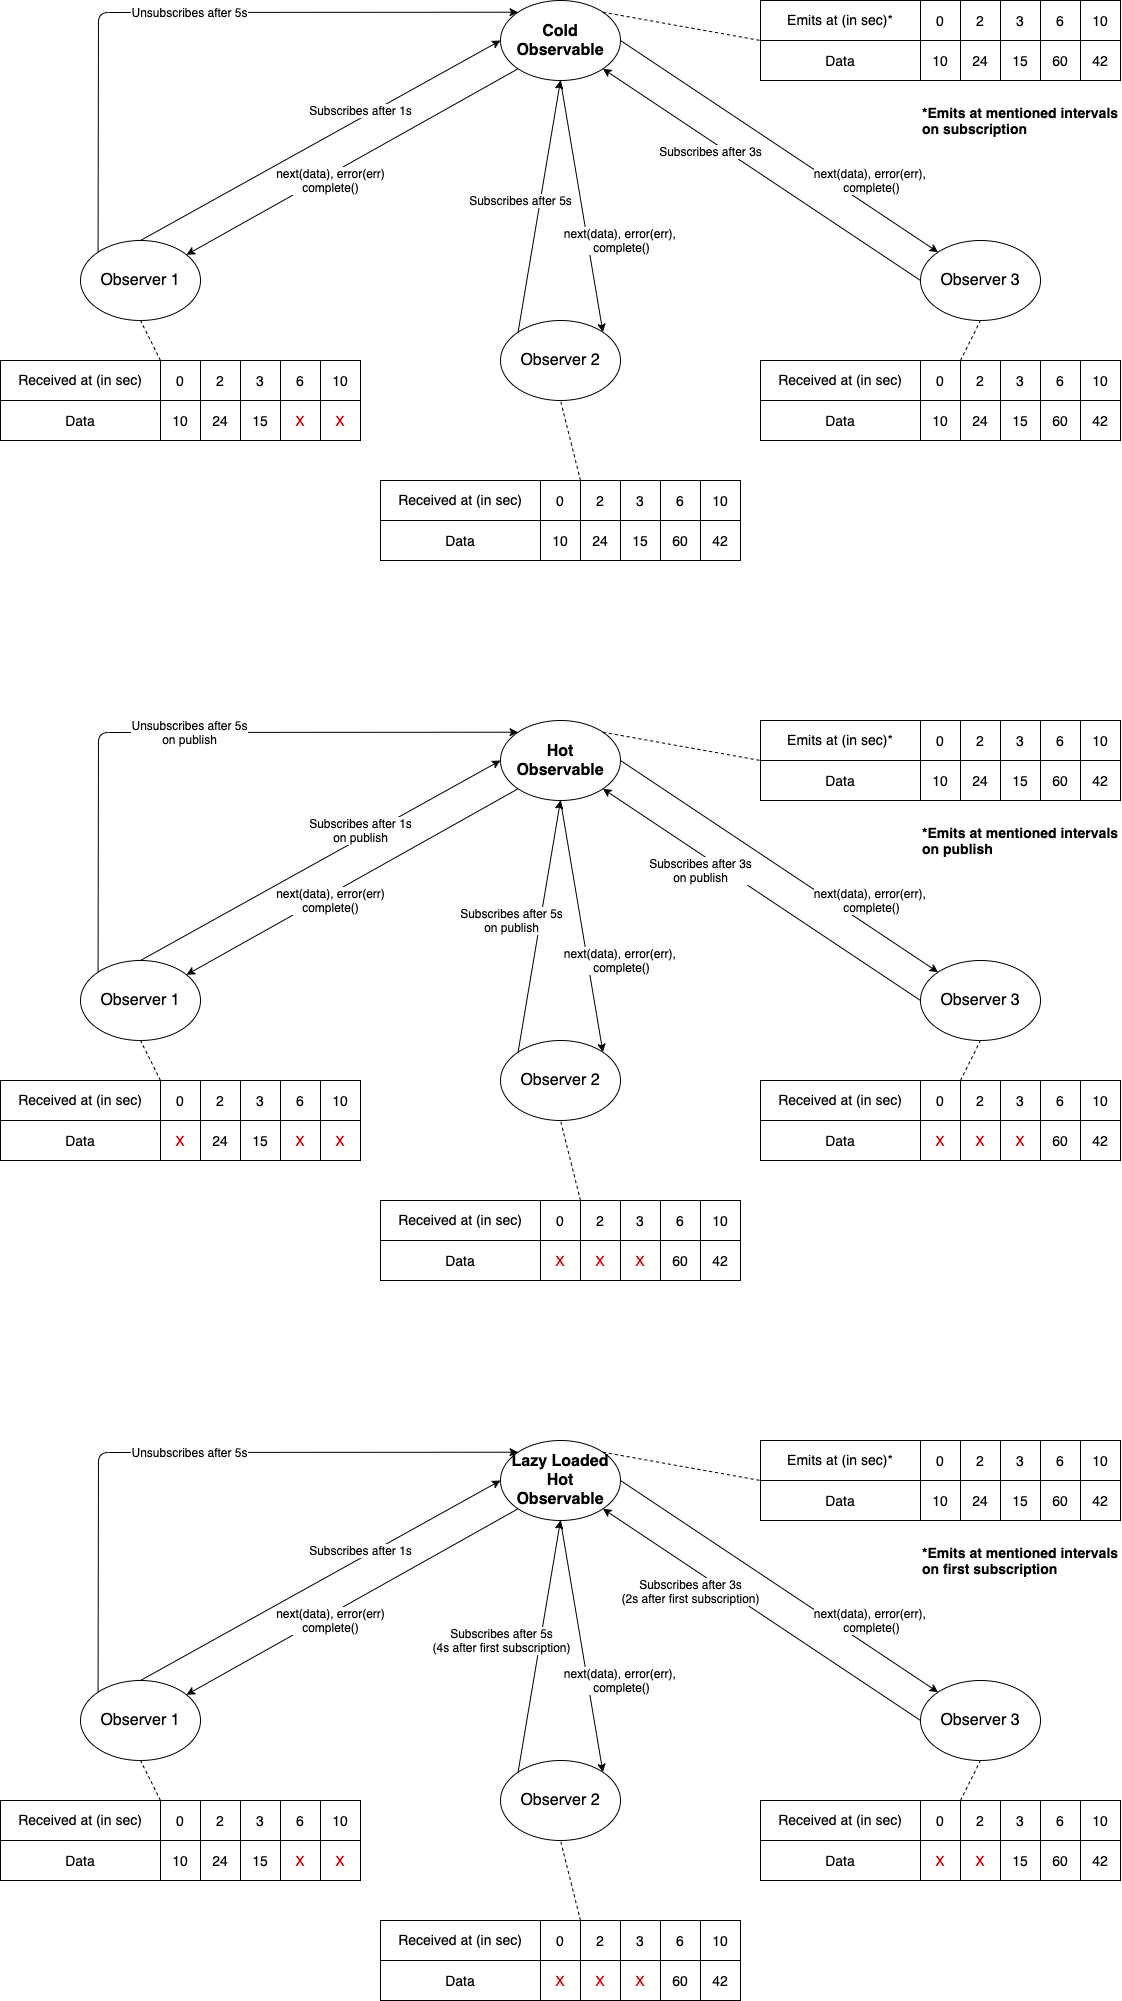 Unsubscribes after 5s
Cold
Observable
Emits at (in sec)* 0 2 3 6 10
Data 10 24 15 60 42
*Emits at mentioned intervals
on subscription
Subscribes after 1s
next(data), error(err)
complete()
Subscribes after 5s
next(data), error(err),
complete()
Subscribes after 3s
next(data), error(err),
complete()
Observer 1
Observer 2
Observer 3
Received at (in sec) 0 2 3 6 10
Data 10 24 15 X X
Received at (in sec) 0 2 3 6 10
Data 10 24 15 60 42
Received at (in sec) 0 2 3 6 10
Data 10 24 15 60 42
Unsubscribes after 5s
on publish
Hot
Observable
Emits at (in sec)* 0 2 3 6 10
Data 10 24 15 60 42
*Emits at mentioned intervals
on publish
Subscribes after 1s
on publish
next(data), error(err)
complete()
Subscribes after 5s
on publish
next(data), error(err),
complete()
Subscribes after 3s
on publish
next(data), error(err),
complete()
Observer 1
Observer 2
Observer 3
Received at (in sec) 0 2 3 6 10
Data X 24 15 X X
Received at (in sec) 0 2 3 6 10
Data X X X 60 42
Received at (in sec) 0 2 3 6 10
Data X X X 60 42
Unsubscribes after 5s
Lazy Loaded
Hot
Observable
Emits at (in sec)* 0 2 3 6 10
Data 10 24 15 60 42
*Emits at mentioned intervals
on first subscription
Subscribes after 1s
next(data), error(err)
complete()
Subscribes after 5s
(4s after first subscription)
next(data), error(err),
complete()
Subscribes after 3s
(2s after first subscription)
next(data), error(err),
complete()
Observer 1
Observer 2
Observer 3
Received at (in sec) 0 2 3 6 10
Data 10 24 15 X X
Received at (in sec) 0 2 3 6 10
Data X X 15 60 42
Received at (in sec) 0 2 3 6 10
Data X X X 60 42